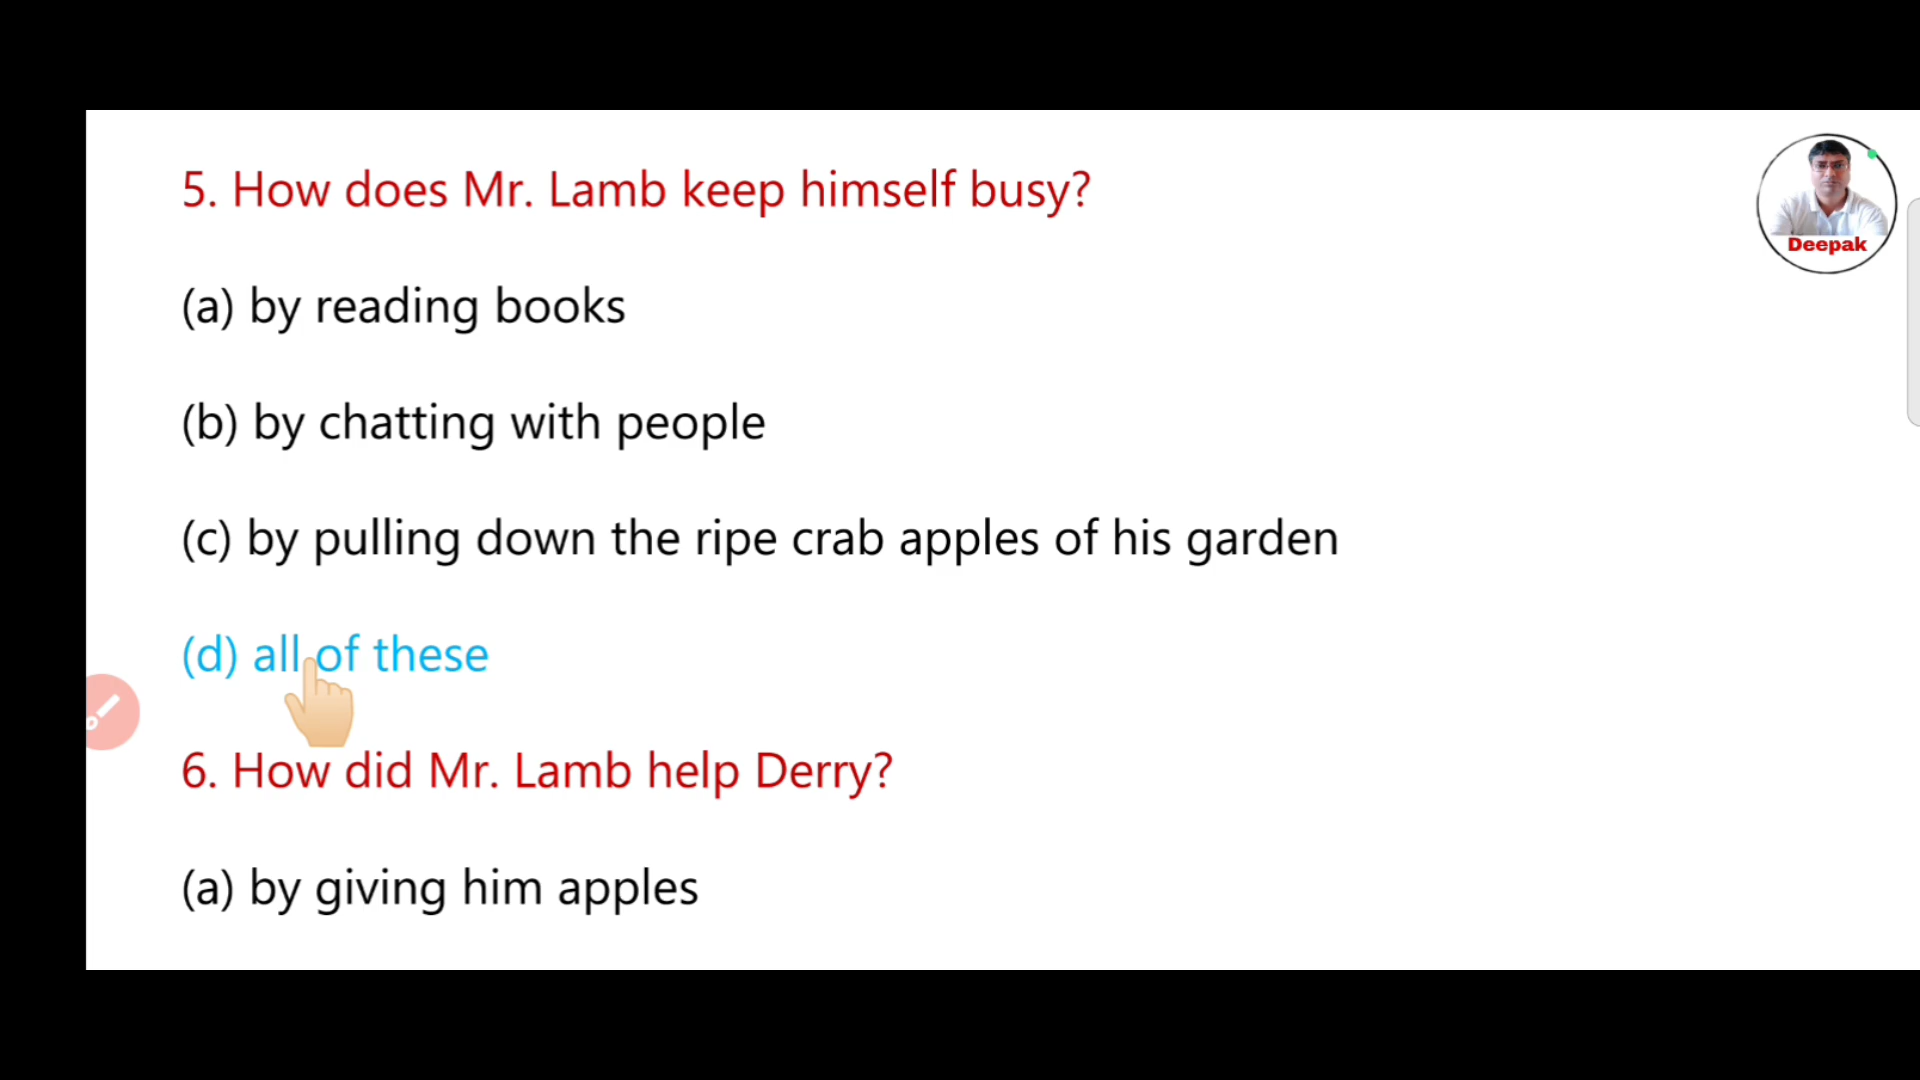 5. How does Mr. Lamb keep himself busy?
Deepak
(a) by reading books
(b) by chatting with people
(c) by pulling down the ripe crab apples of his garden
(d) all of these
6. How did Mr. Lamb help Derry?
(a) by giving him apples